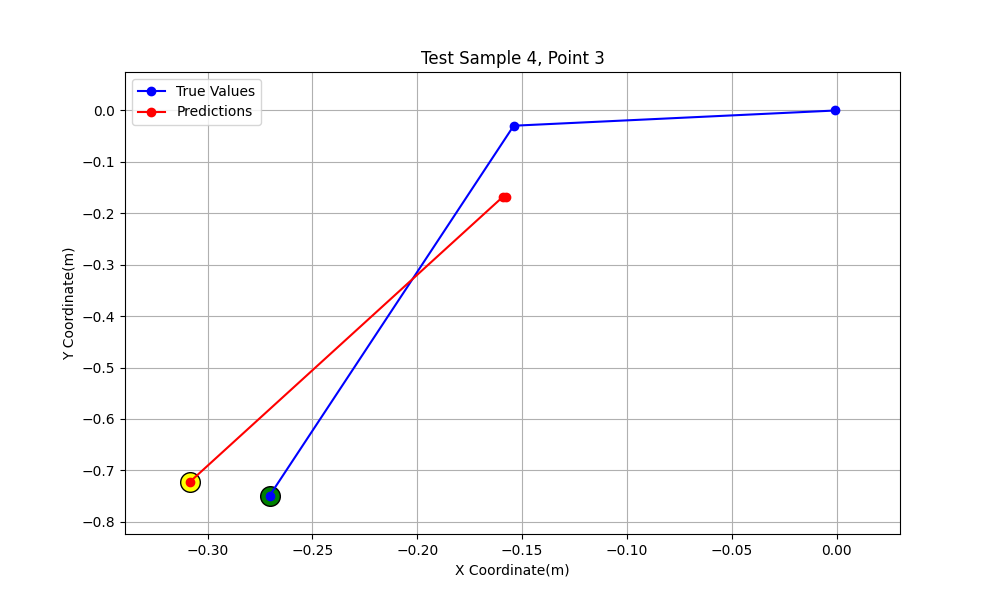 Test Sample 4, Point 3
True Values
Predictions
0.0
−0.1
−0.2
−0.3
−0.4
−0.5
−0.6
−0.7
−0.8
Y Coordinate(m)
−0.30 −0.25 −0.20 −0.15 −0.10 −0.05 0.00
X Coordinate(m)